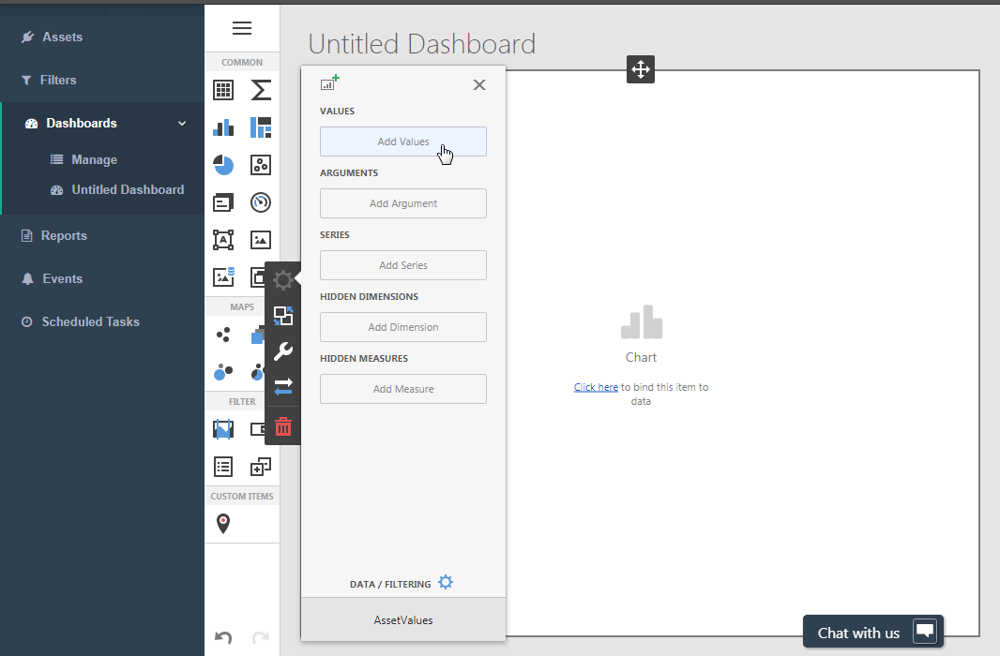 Assets
Filters
Dashboards
Manage
Untitled Dashboard
Reports
Events
Scheduled Tasks
COMMON
A
MAPS
FILTER
CUSTOM ITEMS
Untitled Dashboard
VALUES
Add Values
ARGUMENTS
Add Argument
SERIES
Add Series
HIDDEN DIMENSIONS
Add Dimension
HIDDEN MEASURES
Add Measure
DATA / FILTERING
AssetValues
Chart
Click here to bind this item to
data
Chat with us